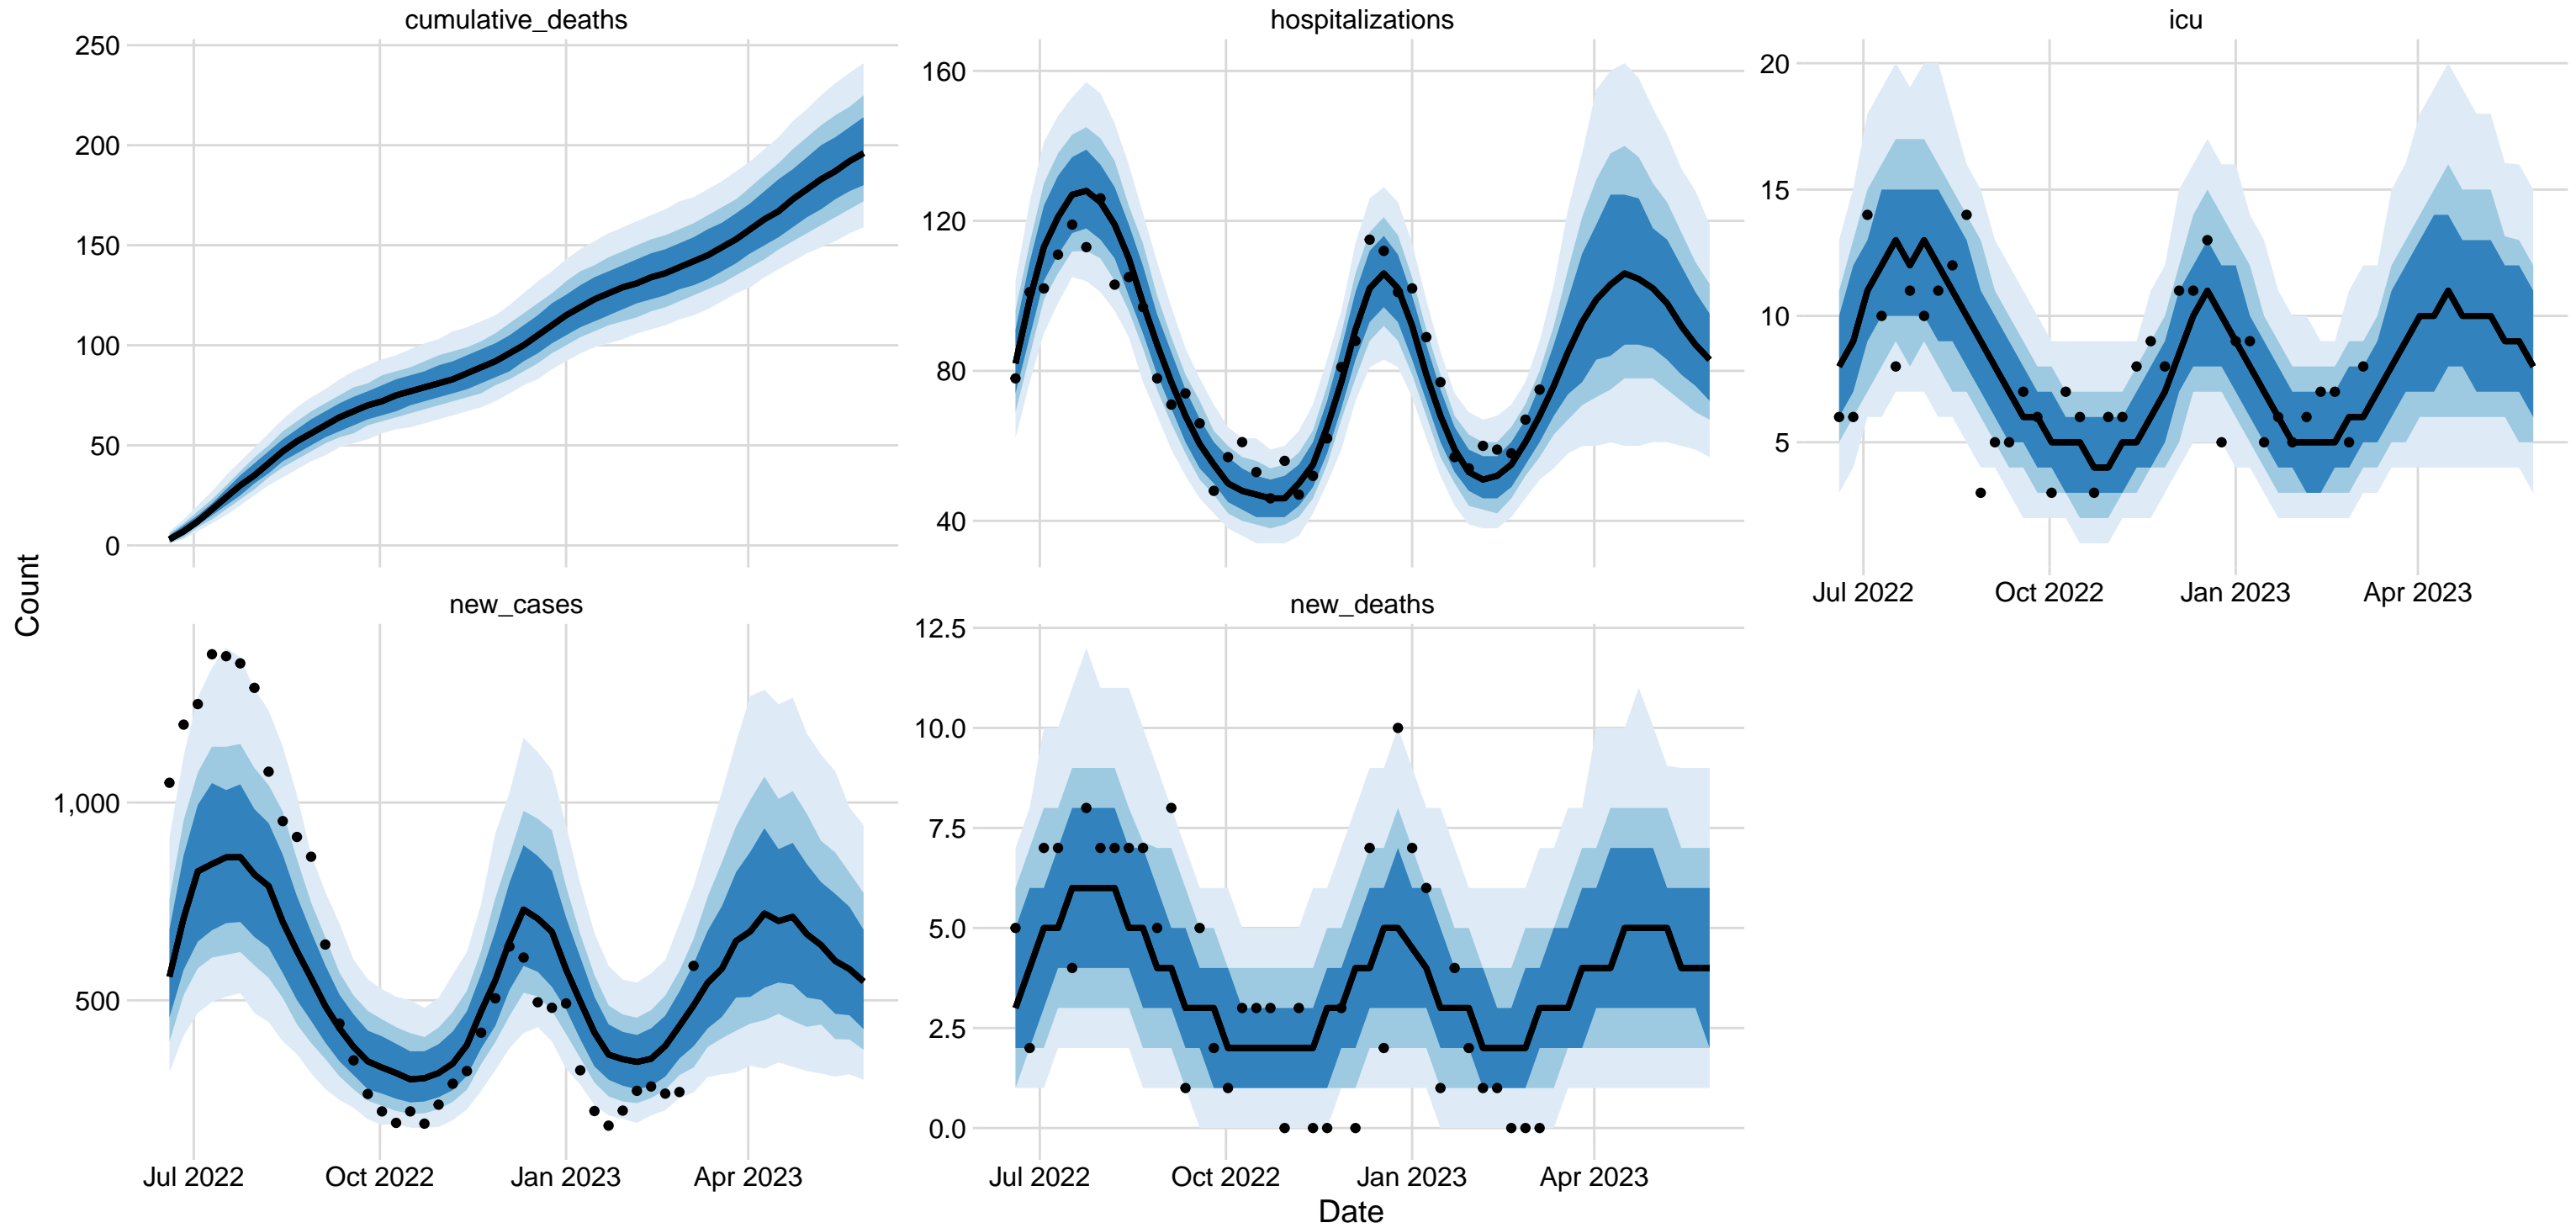 cumulative_deaths
hospitalizations
icu
250
200
150
100
50
0
160
120
80
40
20
15
10
5
Jul 2022
Oct 2022
Jan 2023
Apr 2023
Count
new_cases
new_deaths
1,000
500
12.5
10.0
7.5
5.0
2.5
0.0
Jul 2022
Oct 2022
Jan 2023
Apr 2023
Jul 2022
Oct 2022
Jan 2023
Apr 2023
Date